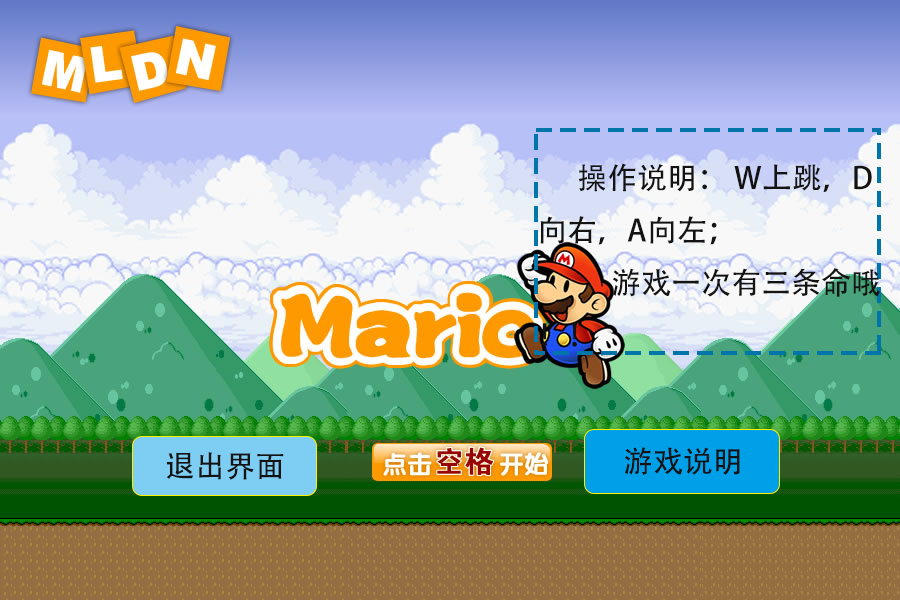 MLDN
操作说明： W上跳，D
向右，A向左；
游戏一次有三条命哦
Mario
退出界面
点击空格开始
游戏说明